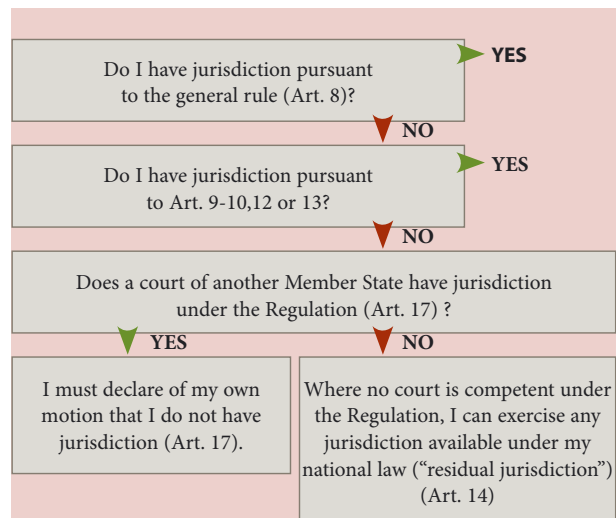 YES
Do I have jurisdiction pursuant
to the general rule (Art. 8)?
NO
YES
Do I have jurisdiction pursuant
to Art. 9-10,12 or 13?
NO
Does a court of another Member State have jurisdiction
under the Regulation (Art. 17) ?
YES
NO
I must declare of my own
motion that I do not have
jurisdiction (Art. 17).
Where no court is competent under
the Regulation, I can exercise any
jurisdiction available under my
national law (“residual jurisdiction”)
(Art. 14)